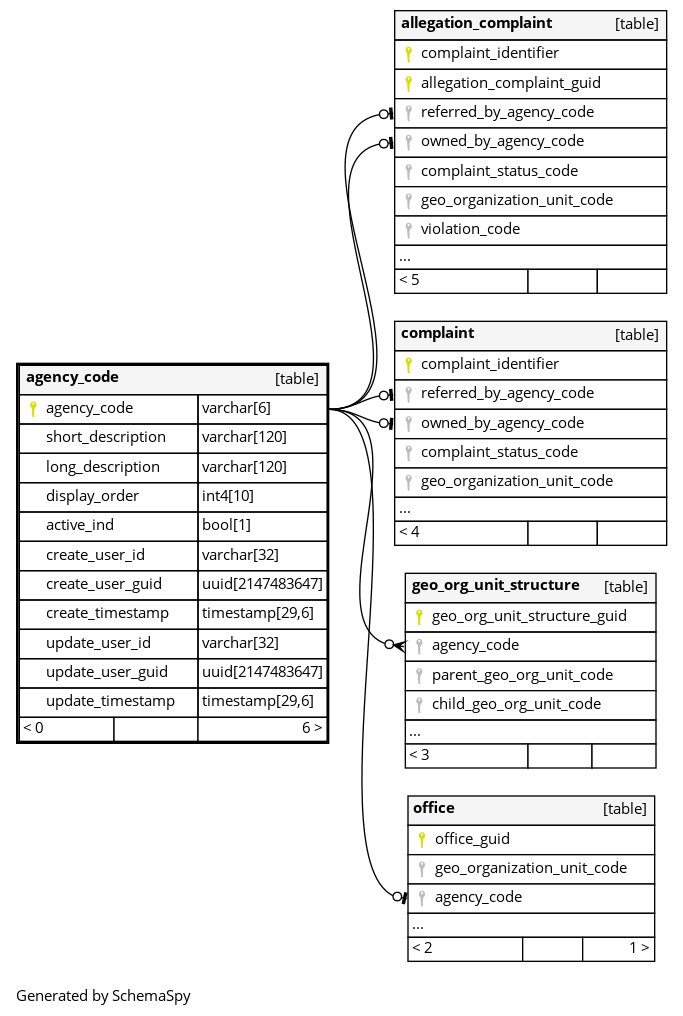 allegation_complaint [table]
complaint_identifier
allegation_complaint_guid
referred_by_agency_code
owned_by_agency_code
complaint_status_code
geo_organization_unit_code
violation_code
...
< 5
complaint [table]
complaint_identifier
referred_by_agency_code
owned_by_agency_code
complaint_status_code
geo_organization_unit_code
...
< 4
agency_code [table]
agency_code varchar[6]
short_description varchar[120]
long_description varchar[120]
display_order int4[10]
active_ind bool[1]
create_user_id varchar[32]
create_user_guid uuid[2147483647]
create_timestamp timestamp[29,6]
update_user_id varchar[32]
update_user_guid uuid[2147483647]
update_timestamp timestamp[29,6]
< 0 6 >
geo_org_unit_structure [table]
geo_org_unit_structure_guid
agency_code
parent_geo_org_unit_code
child_geo_org_unit_code
...
< 3
office [table]
office_guid
geo_organization_unit_code
agency_code
...
< 2 1 >
Generated by SchemaSpy